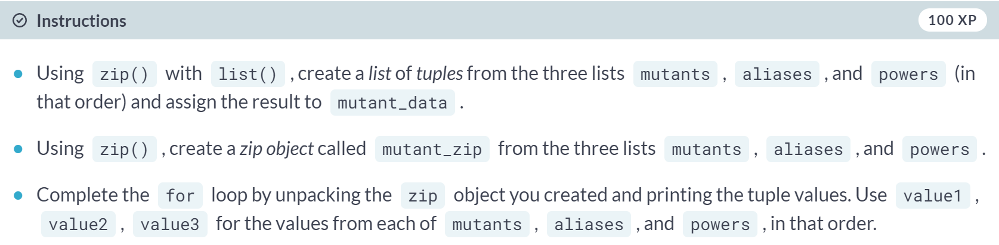 Instructions 100 XP
Using zip() with list() , create a list of tuples from the three lists mutants , aliases , and powers (in
that order) and assign the result to mutant_data .
Using zip() , create a zip object called mutant_zip from the three lists mutants , aliases , and powers .
Complete the for loop by unpacking the zip object you created and printing the tuple values. Use value1 ,
value2 , value3 for the values from each of mutants , aliases , and powers , in that order.